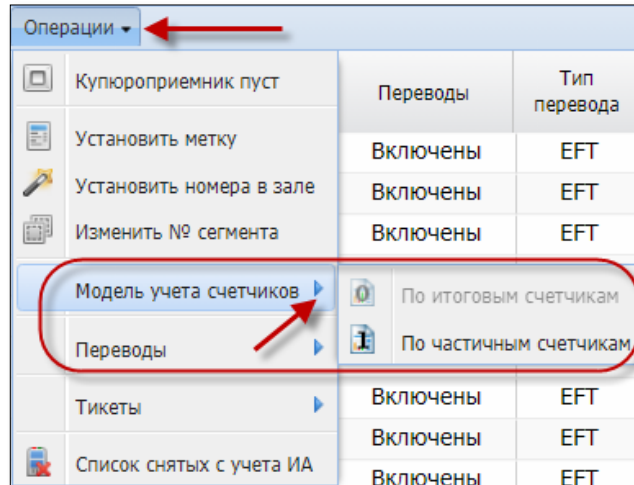 Операции
Купюроприемник пуст
Установить метку
Установить номера в зале
Изменить № сегмента
Модель учета счетчиков
Переводы
Тикеты
Список снятых с учета ИА
По итоговым счетчикам
По частичным счетчикам
Переводы
Тип
перевода
Включены EFT
Включены EFT
Включены EFT
Включены EFT
Включены EFT
Включены EFT